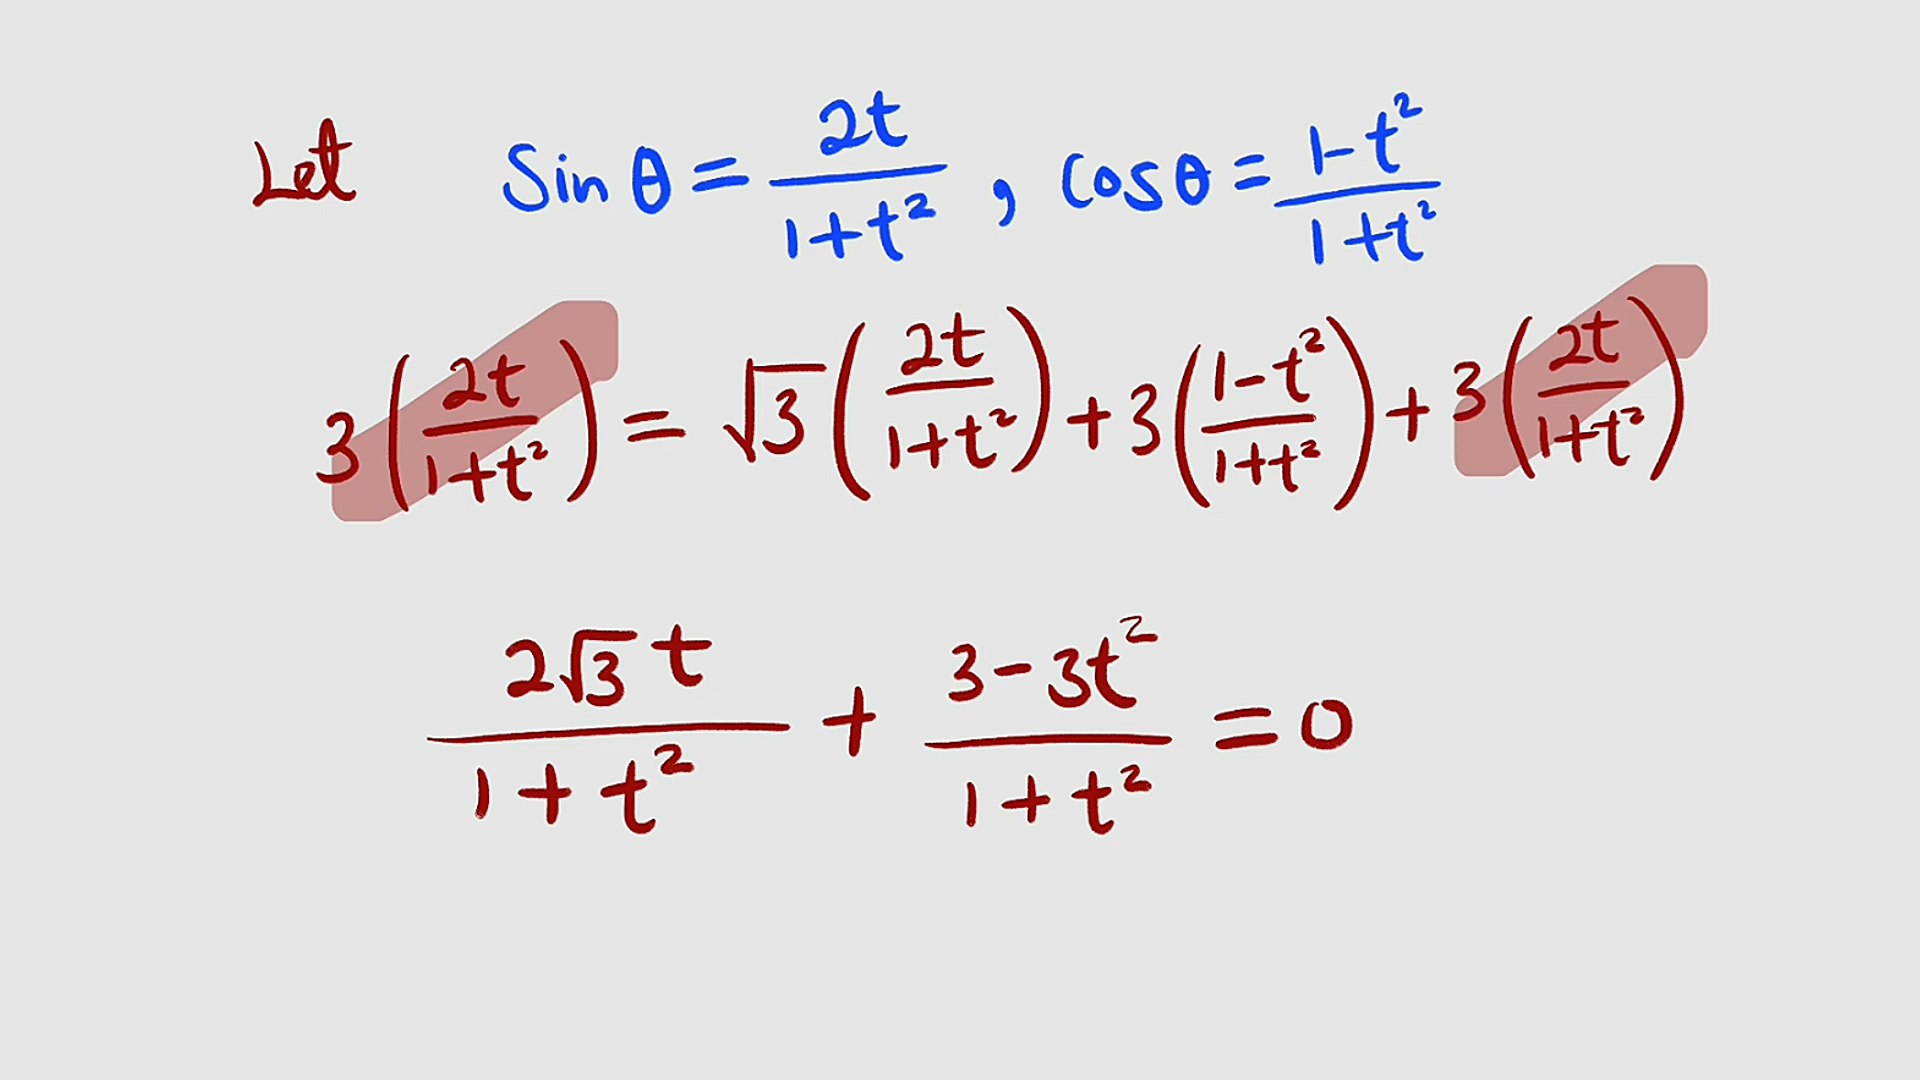 Let sin θ = 2t/(1+t²) , cos θ = (1-t²)/(1+t²)
3(2t/(1+t²)) = √3(2t/(1+t²)) + 3((1-t²)/(1+t²)) + 3(2t/(1+t²))
2√3 t/(1+t²) + (3-3t²)/(1+t²) = 0